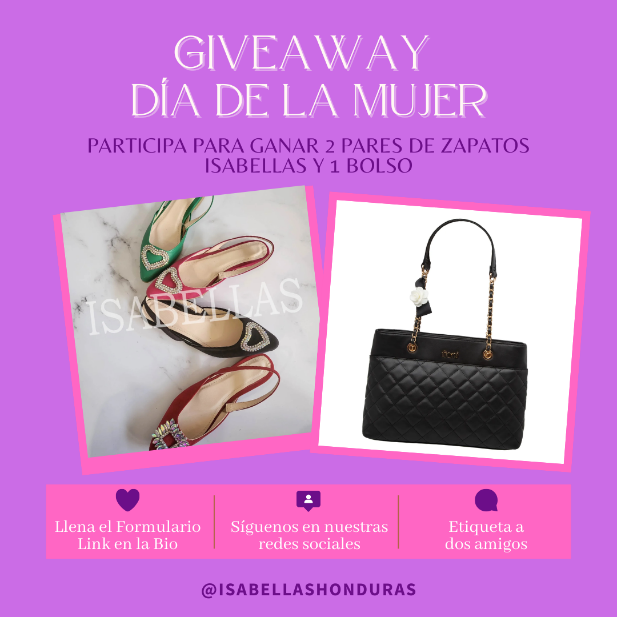 GIVEAWAY
DÍA DE LA MUJER
PARTICIPA PARA GANAR 2 PARES DE ZAPATOS
ISABELLAS Y 1 BOLSO
ISABELLAS
Llena el Formulario
Link en la Bio
Síguenos en nuestras
redes sociales
Etiqueta a
dos amigos
@ISABELLASHONDURAS